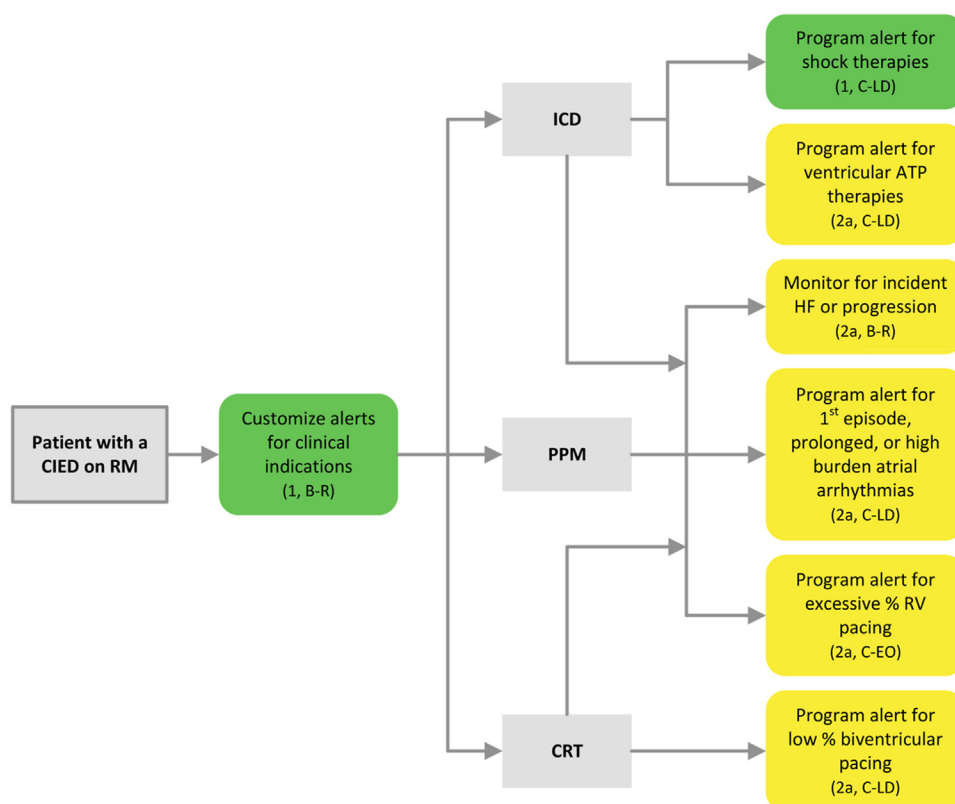 Patient with a
CIED on RM
Customize alerts
for clinical
indications
(1, B-R)
ICD
PPM
CRT
Program alert for
shock therapies
(1, C-LD)
Program alert for
ventricular ATP
therapies
(2a, C-LD)
Monitor for incident
HF or progression
(2a, B-R)
Program alert for
1st episode,
prolonged, or high
burden atrial
arrhythmias
(2a, C-LD)
Program alert for
excessive % RV
pacing
(2a, C-EO)
Program alert for
low % biventricular
pacing
(2a, C-LD)